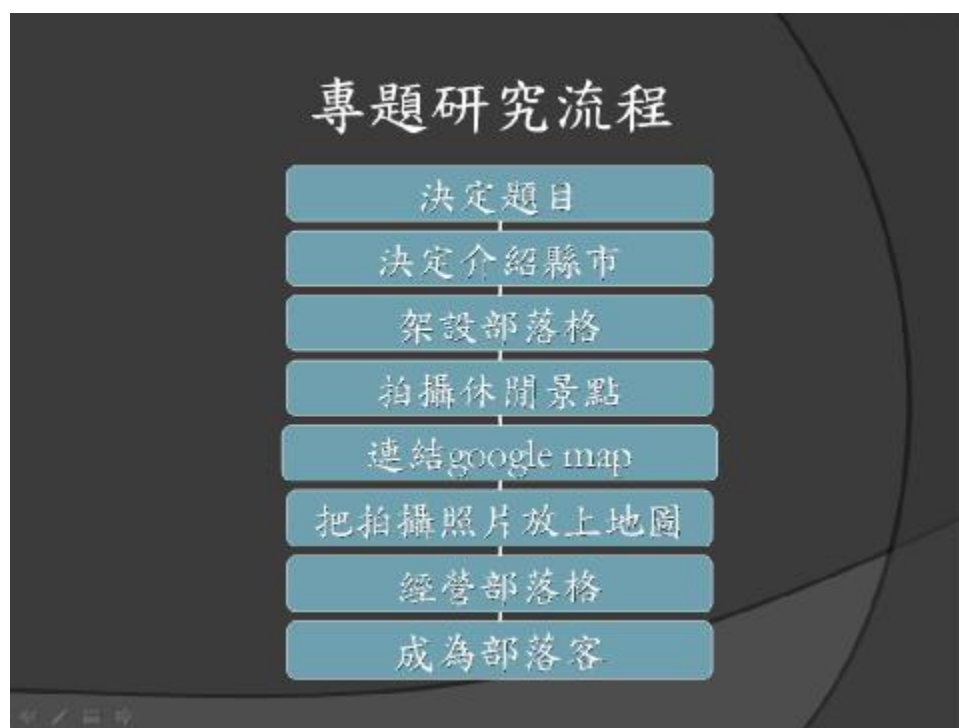 專題研究流程
決定題目
決定介紹縣市
架設部落格
拍攝休閒景點
連結google map
把拍攝照片放上地圖
經營部落格
成為部落客